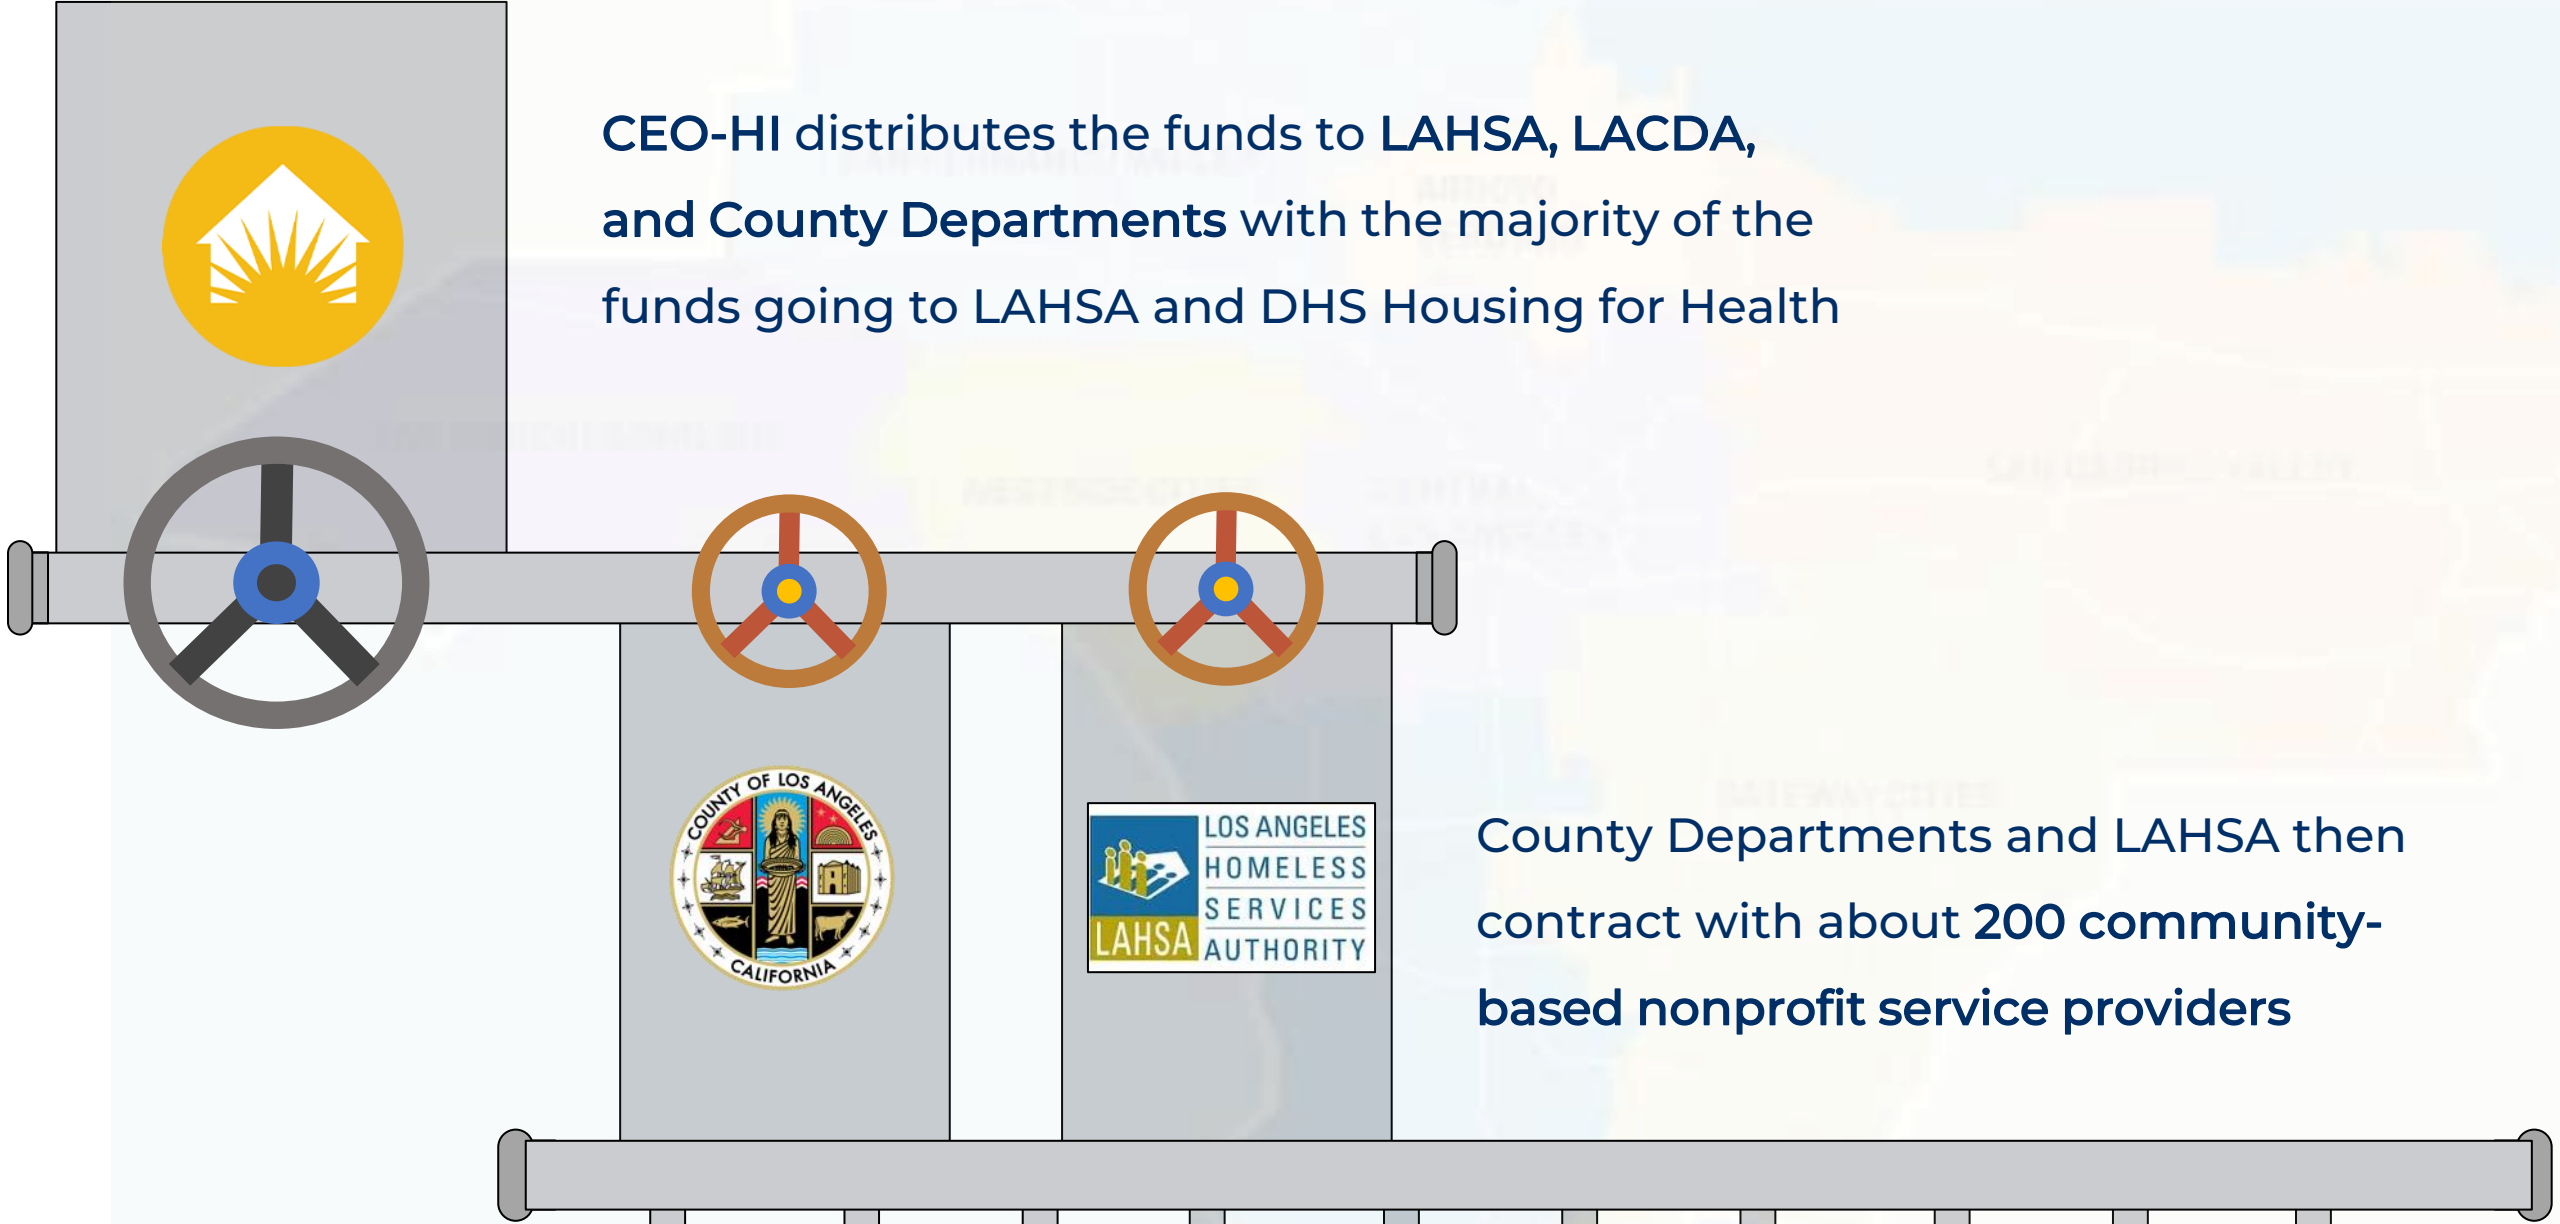 CEO-HI distributes the funds to LAHSA, LACDA,
and County Departments with the majority of the
funds going to LAHSA and DHS Housing for Health
COUNTY OF LOS ANGELES
CALIFORNIA
LOS ANGELES
HOMELESS
SERVICES
AUTHORITY
LAHSA
County Departments and LAHSA then
contract with about 200 community-
based nonprofit service providers